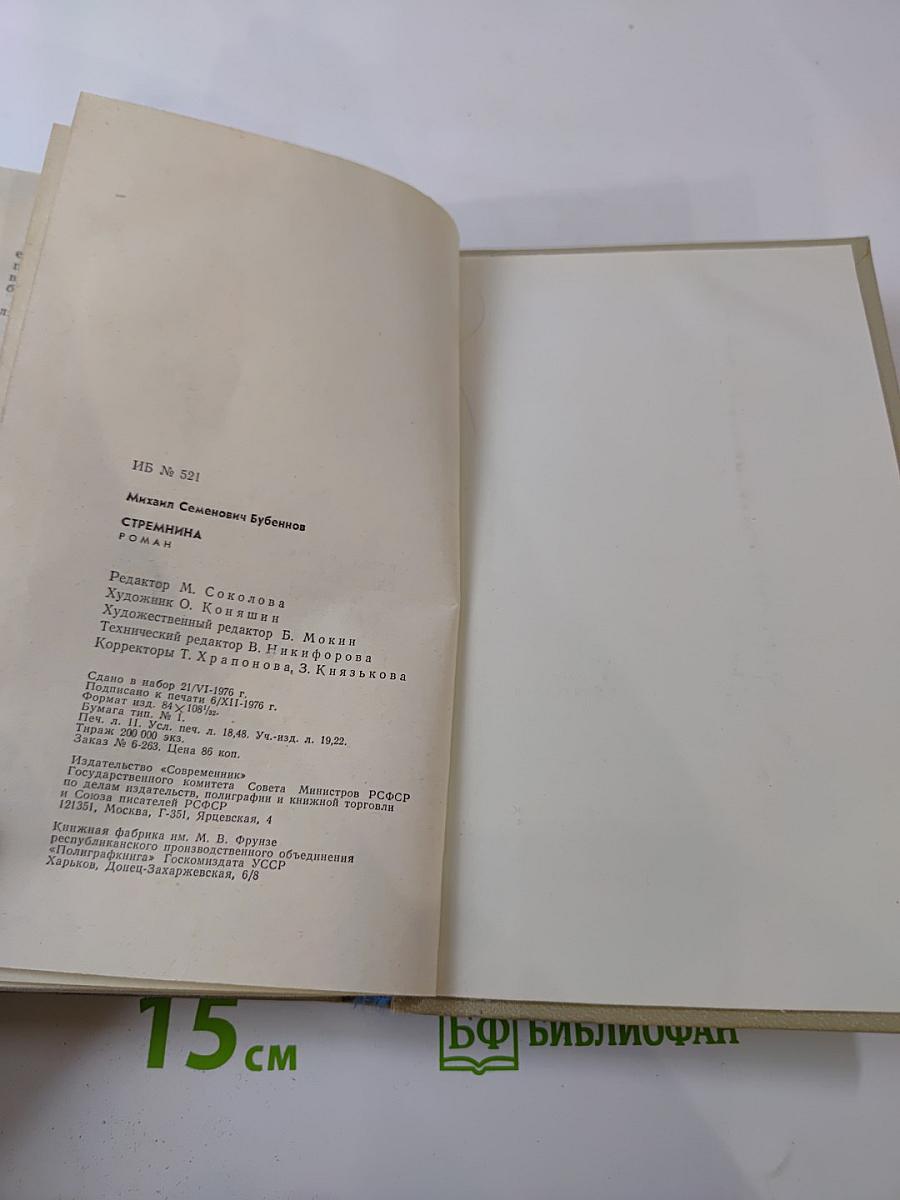 ИБ № 521
Михаил Семенович Бубеннов
СТРЕМНИНА
РОМАН
Редактор М. Соколова
Художник О. Коняшин
Художественный редактор Б. Мокин
Технический редактор В. Никифорова
Корректоры Т. Храпонова, З. Князькова
Сдано в набор 21/VI-1976 г.
Подписано к печати 6/XII-1976 г.
Формат изд. 84×108¹/₃₂.
Бумага тип. № 1.
Печ. л. 11. Усл. печ. л. 18,48. Уч.-изд. л. 19,22.
Тираж 200 000 экз.
Заказ № 6-263. Цена 86 коп.
Издательство «Современник»
Государственного комитета Совета Министров РСФСР
по делам издательств, полиграфии и книжной торговли
и Союза писателей РСФСР
121351, Москва, Г-351, Ярцевская, 4
Книжная фабрика им. М. В. Фрунзе
республиканского производственного объединения
«Полиграфкнига» Госкомиздата УССР
Харьков, Донец-Захаржевская, 6/8
15 см
БФ БИБЛИОФАН